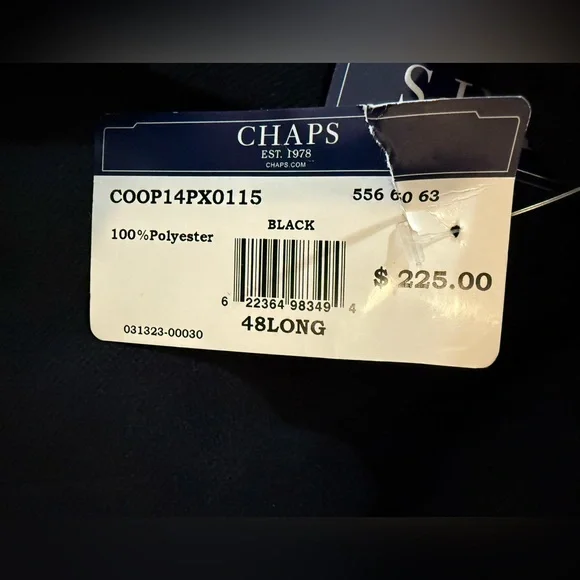 CHAPS
EST. 1978
CHAPS.COM
COOP14PX0115 556 60 63
BLACK
100%Polyester
$ 225.00
6 22364 98349 4
031323-00030
48LONG